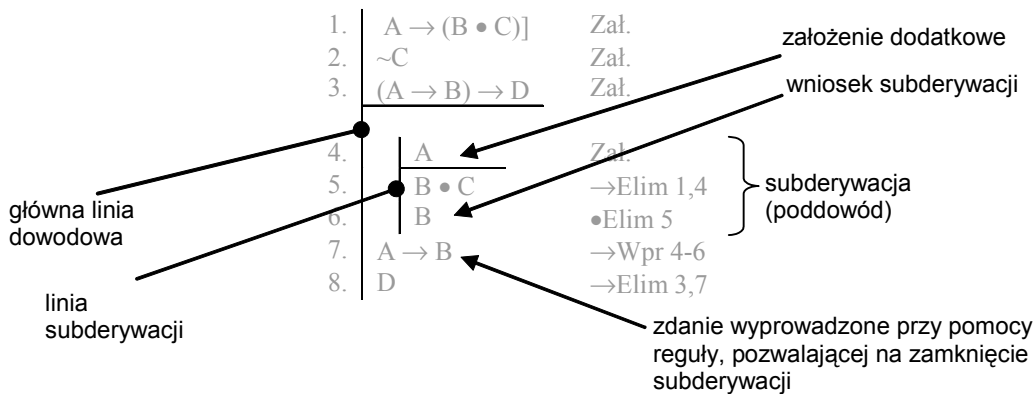 1. A → (B • C)] Zał.
2. ~C Zał.
3. (A → B) → D Zał.
4. A Zał.
5. B • C →Elim 1,4
6. B •Elim 5
7. A → B →Wpr 4-6
8. D →Elim 3,7
założenie dodatkowe
wniosek subderywacji
subderywacja
(poddowód)
główna linia
dowodowa
linia
subderywacji
zdanie wyprowadzone przy pomocy
reguły, pozwalającej na zamknięcie
subderywacji